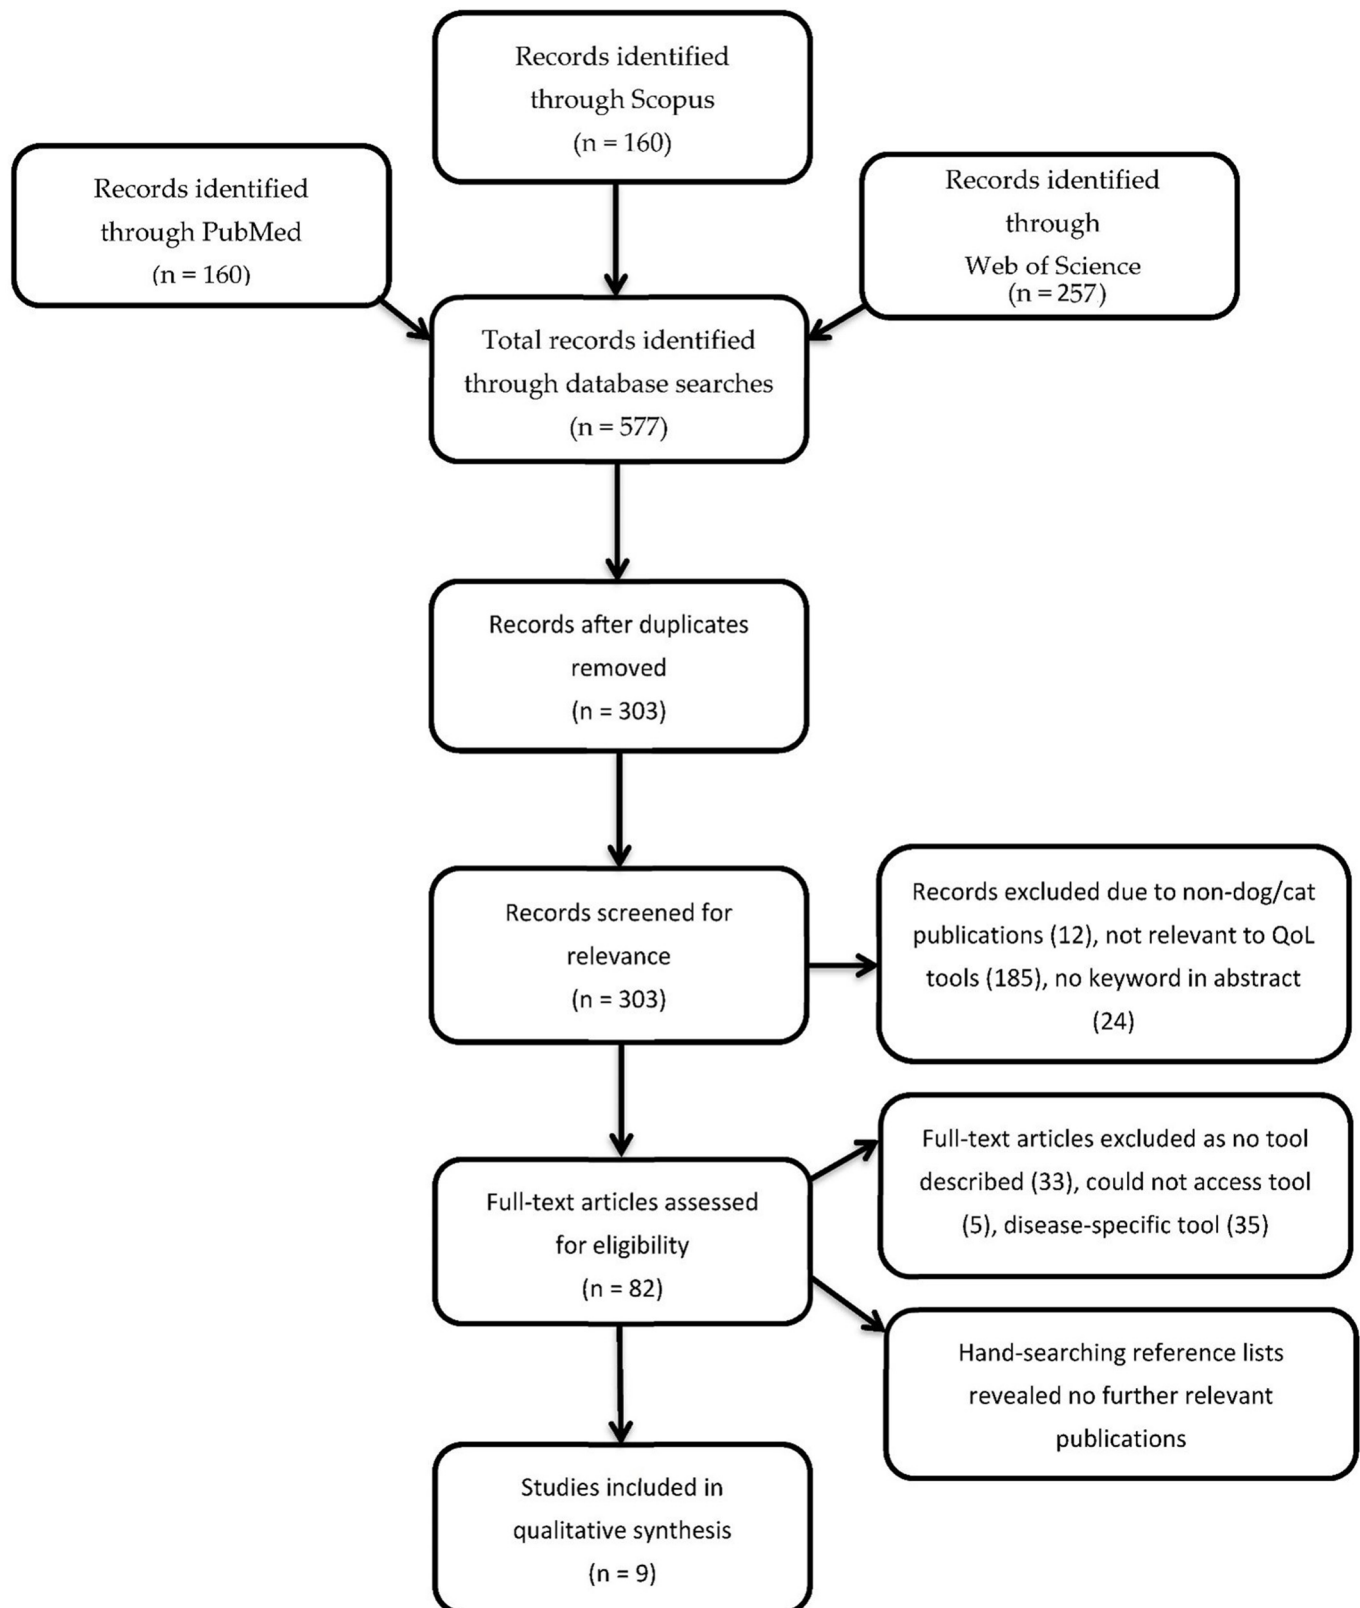 Records identified
through Scopus
(n = 160)
Records identified
through PubMed
(n = 160)
Records identified
through
Web of Science
(n = 257)
Total records identified
through database searches
(n = 577)
Records after duplicates
removed
(n = 303)
Records screened for
relevance
(n = 303)
Records excluded due to non-dog/cat
publications (12), not relevant to QoL
tools (185), no keyword in abstract
(24)
Full-text articles assessed
for eligibility
(n = 82)
Full-text articles excluded as no tool
described (33), could not access tool
(5), disease-specific tool (35)
Hand-searching reference lists
revealed no further relevant
publications
Studies included in
qualitative synthesis
(n = 9)